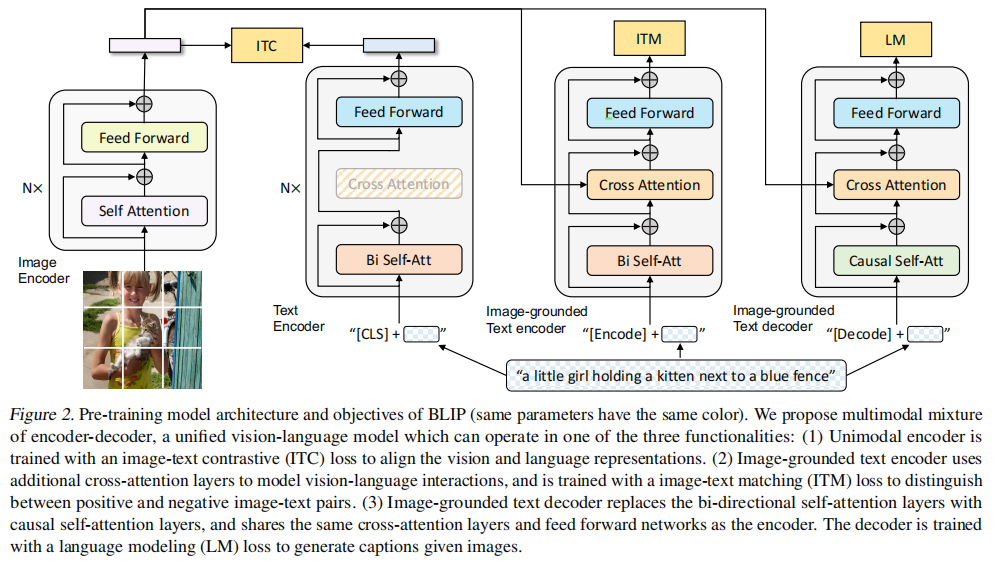 ITC
ITM
LM
N×
Feed Forward
Self Attention
Image
Encoder
N×
Feed Forward
Cross Attention
Bi Self-Att
Text
Encoder
“[CLS] + ”
Feed Forward
Cross Attention
Bi Self-Att
Image-grounded
Text encoder
“[Encode] + ”
Feed Forward
Cross Attention
Causal Self-Att
Image-grounded
Text decoder
“[Decode] + ”
“a little girl holding a kitten next to a blue fence”
Figure 2. Pre-training model architecture and objectives of BLIP (same parameters have the same color). We propose multimodal mixture
of encoder-decoder, a unified vision-language model which can operate in one of the three functionalities: (1) Unimodal encoder is
trained with an image-text contrastive (ITC) loss to align the vision and language representations. (2) Image-grounded text encoder uses
additional cross-attention layers to model vision-language interactions, and is trained with a image-text matching (ITM) loss to distinguish
between positive and negative image-text pairs. (3) Image-grounded text decoder replaces the bi-directional self-attention layers with
causal self-attention layers, and shares the same cross-attention layers and feed forward networks as the encoder. The decoder is trained
with a language modeling (LM) loss to generate captions given images.